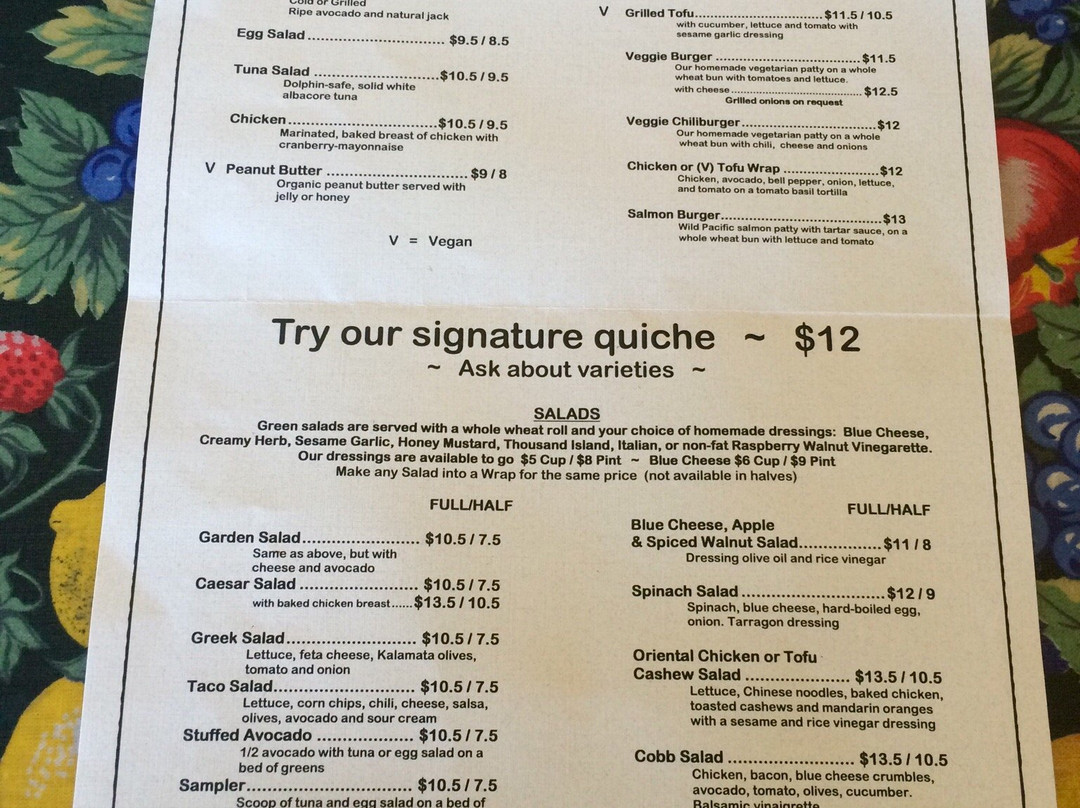 Cold or Grilled
Ripe avocado and natural jack
Egg Salad ............................ $9.5 / 8.5
Tuna Salad ..........................$10.5 / 9.5
Dolphin-safe, solid white
albacore tuna
Chicken...............................$10.5 / 9.5
Marinated, baked breast of chicken with
cranberry-mayonnaise
V Peanut Butter ............................. $9 / 8
Organic peanut butter served with
jelly or honey
V = Vegan
V Grilled Tofu................................$11.5 / 10.5
with cucumber, lettuce and tomato with
sesame garlic dressing
Veggie Burger ....................................$11.5
Our homemade vegetarian patty on a whole
wheat bun with tomatoes and lettuce.
with cheese......................................... $12.5
Grilled onions on request
Veggie Chiliburger..................................$12
Our homemade vegetarian patty on a whole
wheat bun with chili, cheese and onions
Chicken or (V) Tofu Wrap ........................$12
Chicken, avocado, bell pepper, onion, lettuce,
and tomato on a tomato basil tortilla
Salmon Burger.........................................$13
Wild Pacific salmon patty with tartar sauce, on a
whole wheat bun with lettuce and tomato
Try our signature quiche ~ $12
~ Ask about varieties ~
SALADS
Green salads are served with a whole wheat roll and your choice of homemade dressings: Blue Cheese,
Creamy Herb, Sesame Garlic, Honey Mustard, Thousand Island, Italian, or non-fat Raspberry Walnut Vinegarette.
Our dressings are available to go $5 Cup / $8 Pint ~ Blue Cheese $6 Cup / $9 Pint
Make any Salad into a Wrap for the same price (not available in halves)
FULL/HALF
Garden Salad........................ $10.5 / 7.5
Same as above, but with
cheese and avocado
Caesar Salad ........................ $10.5 / 7.5
with baked chicken breast......$13.5 / 10.5
Greek Salad.......................... $10.5 / 7.5
Lettuce, feta cheese, Kalamata olives,
tomato and onion
Taco Salad............................. $10.5 / 7.5
Lettuce, corn chips, chili, cheese, salsa,
olives, avocado and sour cream
Stuffed Avocado ................... $10.5 / 7.5
1/2 avocado with tuna or egg salad on a
bed of greens
Sampler.................................. $10.5 / 7.5
Scoop of tuna and egg salad on a bed of
FULL/HALF
Blue Cheese, Apple
& Spiced Walnut Salad................$11 / 8
Dressing olive oil and rice vinegar
Spinach Salad ............................$12 / 9
Spinach, blue cheese, hard-boiled egg,
onion. Tarragon dressing
Oriental Chicken or Tofu
Cashew Salad .................... $13.5 / 10.5
Lettuce, Chinese noodles, baked chicken,
toasted cashews and mandarin oranges
with a sesame and rice vinegar dressing
Cobb Salad ........................ $13.5 / 10.5
Chicken, bacon, blue cheese crumbles,
avocado, tomato, olives, cucumber.
Balsamic vinaigrette